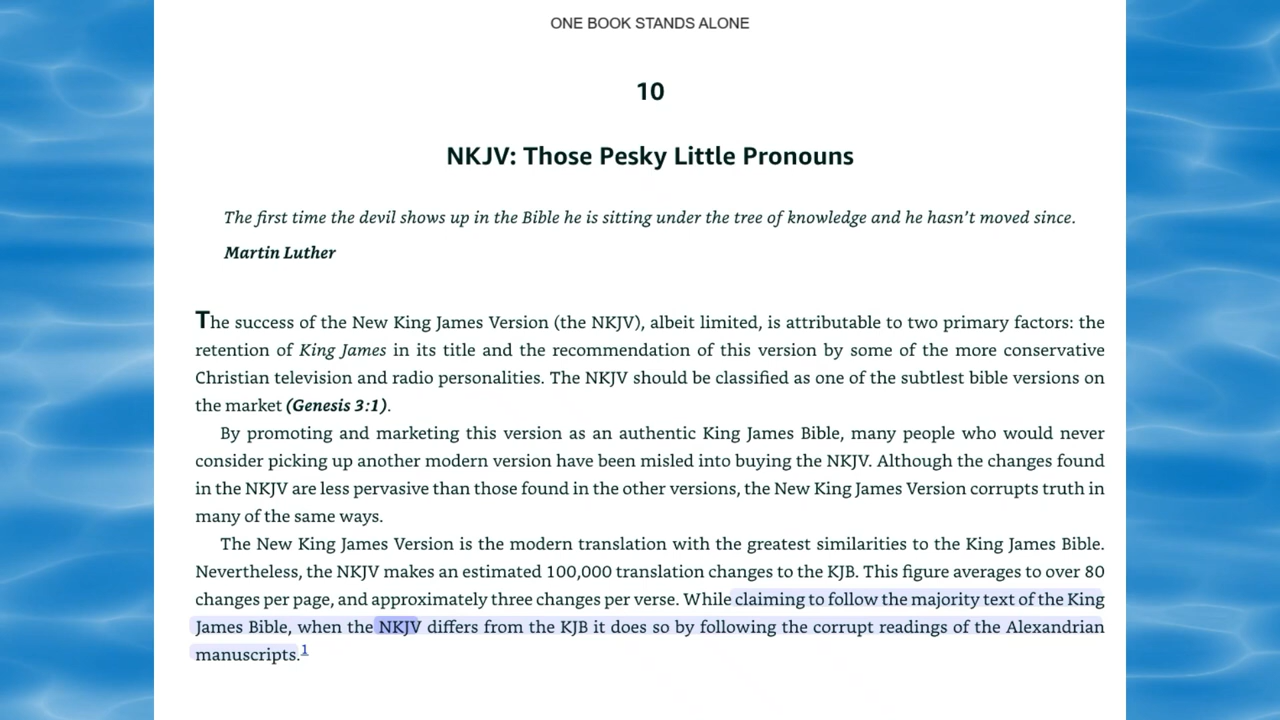 ONE BOOK STANDS ALONE
10
NKJV: Those Pesky Little Pronouns
The first time the devil shows up in the Bible he is sitting under the tree of knowledge and he hasn't moved since.
Martin Luther
The success of the New King James Version (the NKJV), albeit limited, is attributable to two primary factors: the
retention of King James in its title and the recommendation of this version by some of the more conservative
Christian television and radio personalities. The NKJV should be classified as one of the subtlest bible versions on
the market (Genesis 3:1).
By promoting and marketing this version as an authentic King James Bible, many people who would never
consider picking up another modern version have been misled into buying the NKJV. Although the changes found
in the NKJV are less pervasive than those found in the other versions, the New King James Version corrupts truth in
many of the same ways.
The New King James Version is the modern translation with the greatest similarities to the King James Bible.
Nevertheless, the NKJV makes an estimated 100,000 translation changes to the KJB. This figure averages to over 80
changes per page, and approximately three changes per verse. While claiming to follow the majority text of the King
James Bible, when the NKJV differs from the KJB it does so by following the corrupt readings of the Alexandrian
manuscripts.1